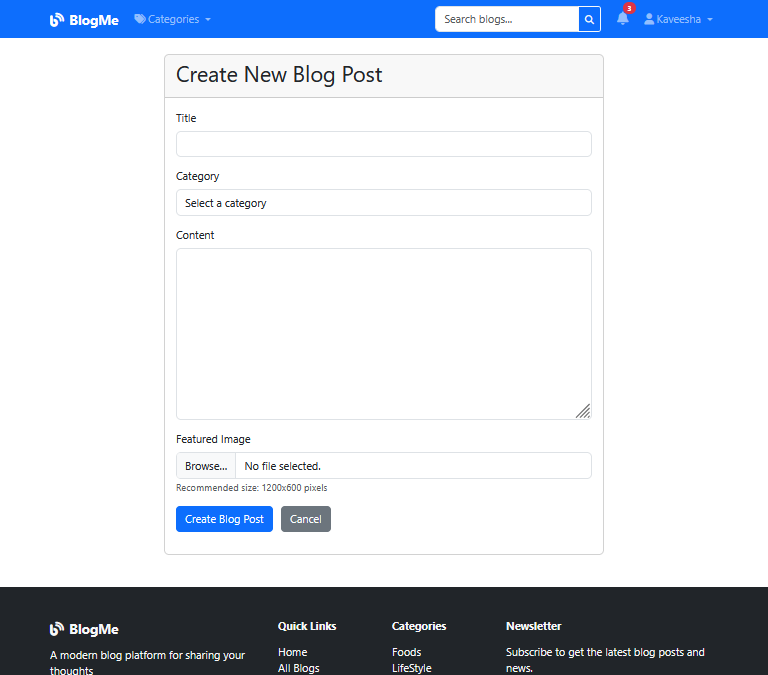 BlogMe Categories Search blogs... 3 Kaveesha
Create New Blog Post
Title
Category
Select a category
Content
Featured Image
Browse... No file selected.
Recommended size: 1200x600 pixels
Create Blog Post Cancel
BlogMe Quick Links Categories Newsletter
A modern blog platform for sharing your Home Foods Subscribe to get the latest blog posts and
thoughts All Blogs LifeStyle news.